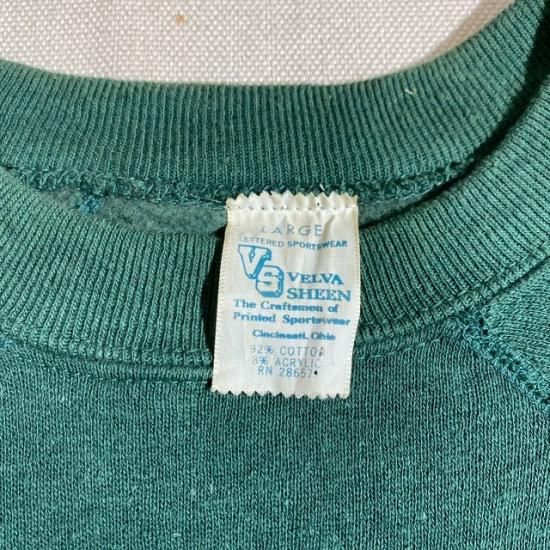 LARGE
LETTERED SPORTSWEAR
VS VELVA
SHEEN
The Craftsmen of
Printed Sportswear
Cincinnati, Ohio
92% COTTON
8% ACRYLIC
RN 28657